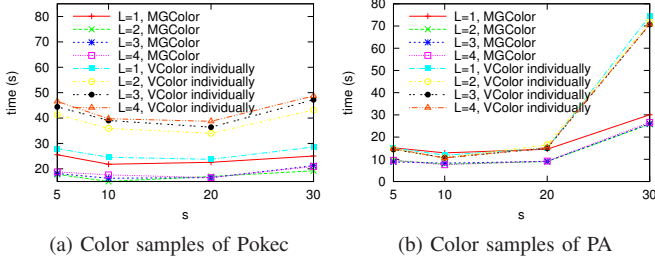 80
70
60
50
40
30
20
time (s)
5
10
20
30
s
L=1, MGColor
L=2, MGColor
L=3, MGColor
L=4, MGColor
L=1, VColor individually
L=2, VColor individually
L=3, VColor individually
L=4, VColor individually
(a) Color samples of Pokec
80
70
60
50
40
30
20
10
0
time (s)
5
10
20
30
s
L=1, MGColor
L=2, MGColor
L=3, MGColor
L=4, MGColor
L=1, VColor individually
L=2, VColor individually
L=3, VColor individually
L=4, VColor individually
(b) Color samples of PA